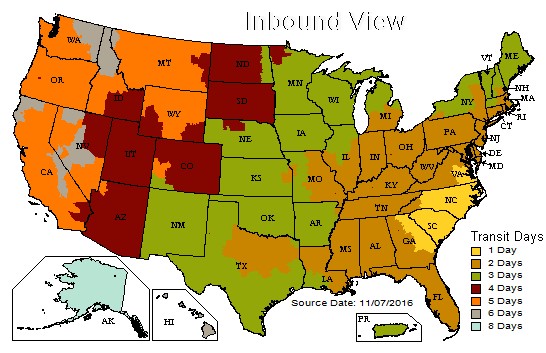 Inbound View
WA
MT
ND
MN
VT
ME
OR
ID
SD
WI
MI
NY
NH
MA
RI
CT
WY
NE
IA
PA
NJ
DE
MD
NV
UT
CO
KS
IL
IN
OH
WV
VA
CA
MO
KY
NC
AZ
NM
OK
AR
TN
SC
TX
LA
MS
AL
GA
FL
Transit Days
1 Day
2 Days
3 Days
4 Days
5 Days
6 Days
8 Days
AK
HI
Source Date: 11/07/2016
PR